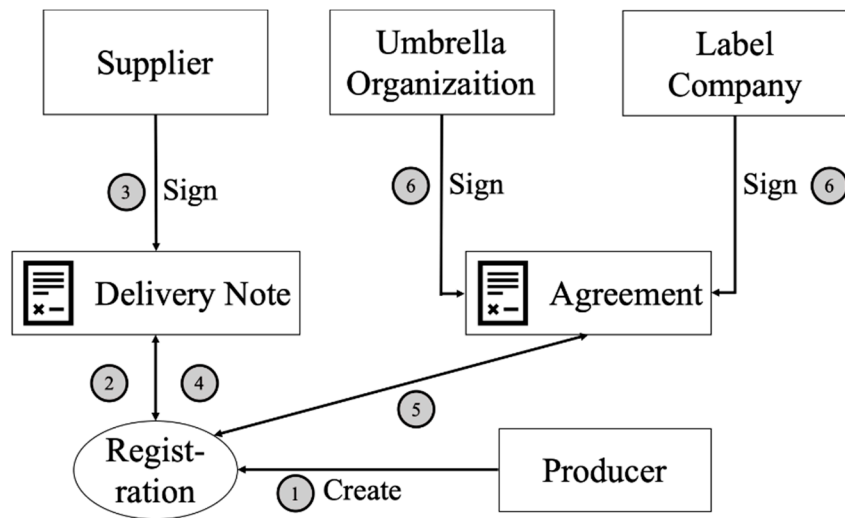 Supplier
Umbrella
Organizaition
Label
Company
3 Sign
6 Sign
Sign 6
Delivery Note
Agreement
2 4
5
Regist-
ration
1 Create
Producer